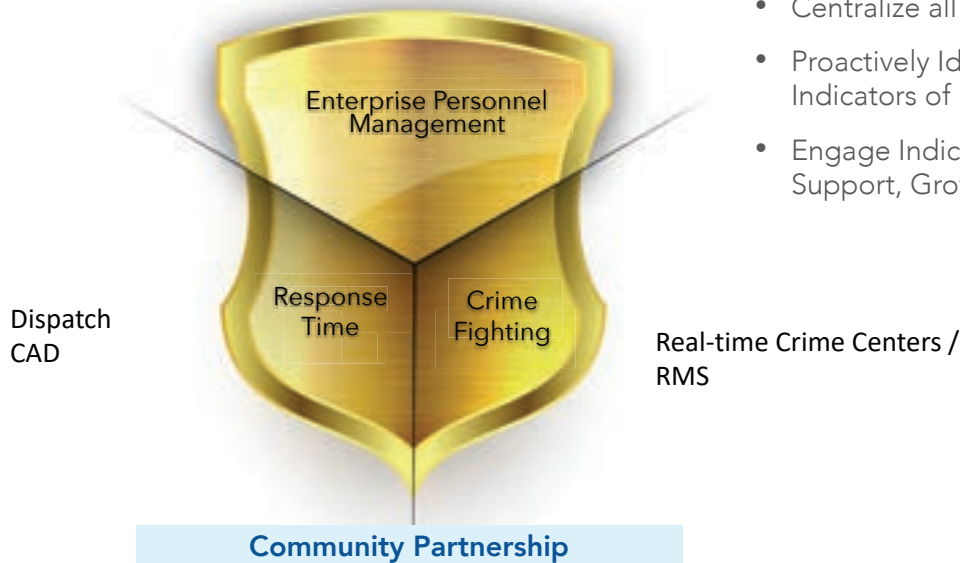 • Centralize all
• Proactively Id
Indicators of
• Engage Indic
Support, Gro
Enterprise Personnel
Management
Response
Time
Crime
Fighting
Dispatch
CAD
Real-time Crime Centers /
RMS
Community Partnership